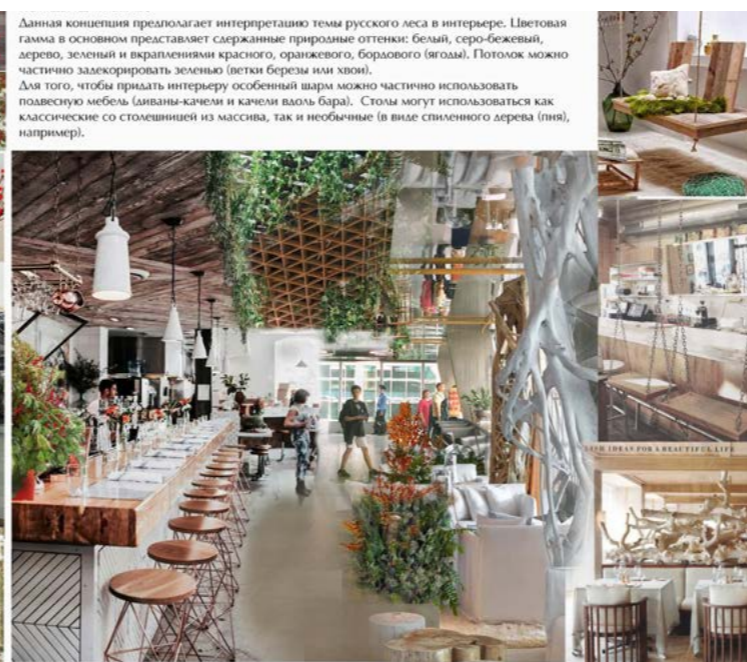 Данная концепция предполагает интерпретацию темы русского леса в интерьере. Цветовая
гамма в основном представляет сдержанные природные оттенки: белый, серо-бежевый,
дерево, зеленый и вкраплениями красного, оранжевого, бордового (ягоды). Потолок можно
частично задекорировать зеленью (ветки березы или хвои).
Для того, чтобы придать интерьеру особенный шарм можно частично использовать
подвесную мебель (диваны-качели и качели вдоль бара). Столы могут использоваться как
классические со столешницей из массива, так и необычные (в виде спиленного дерева (пня),
например).
IDEAS FOR A BEAUTIFUL LIFE